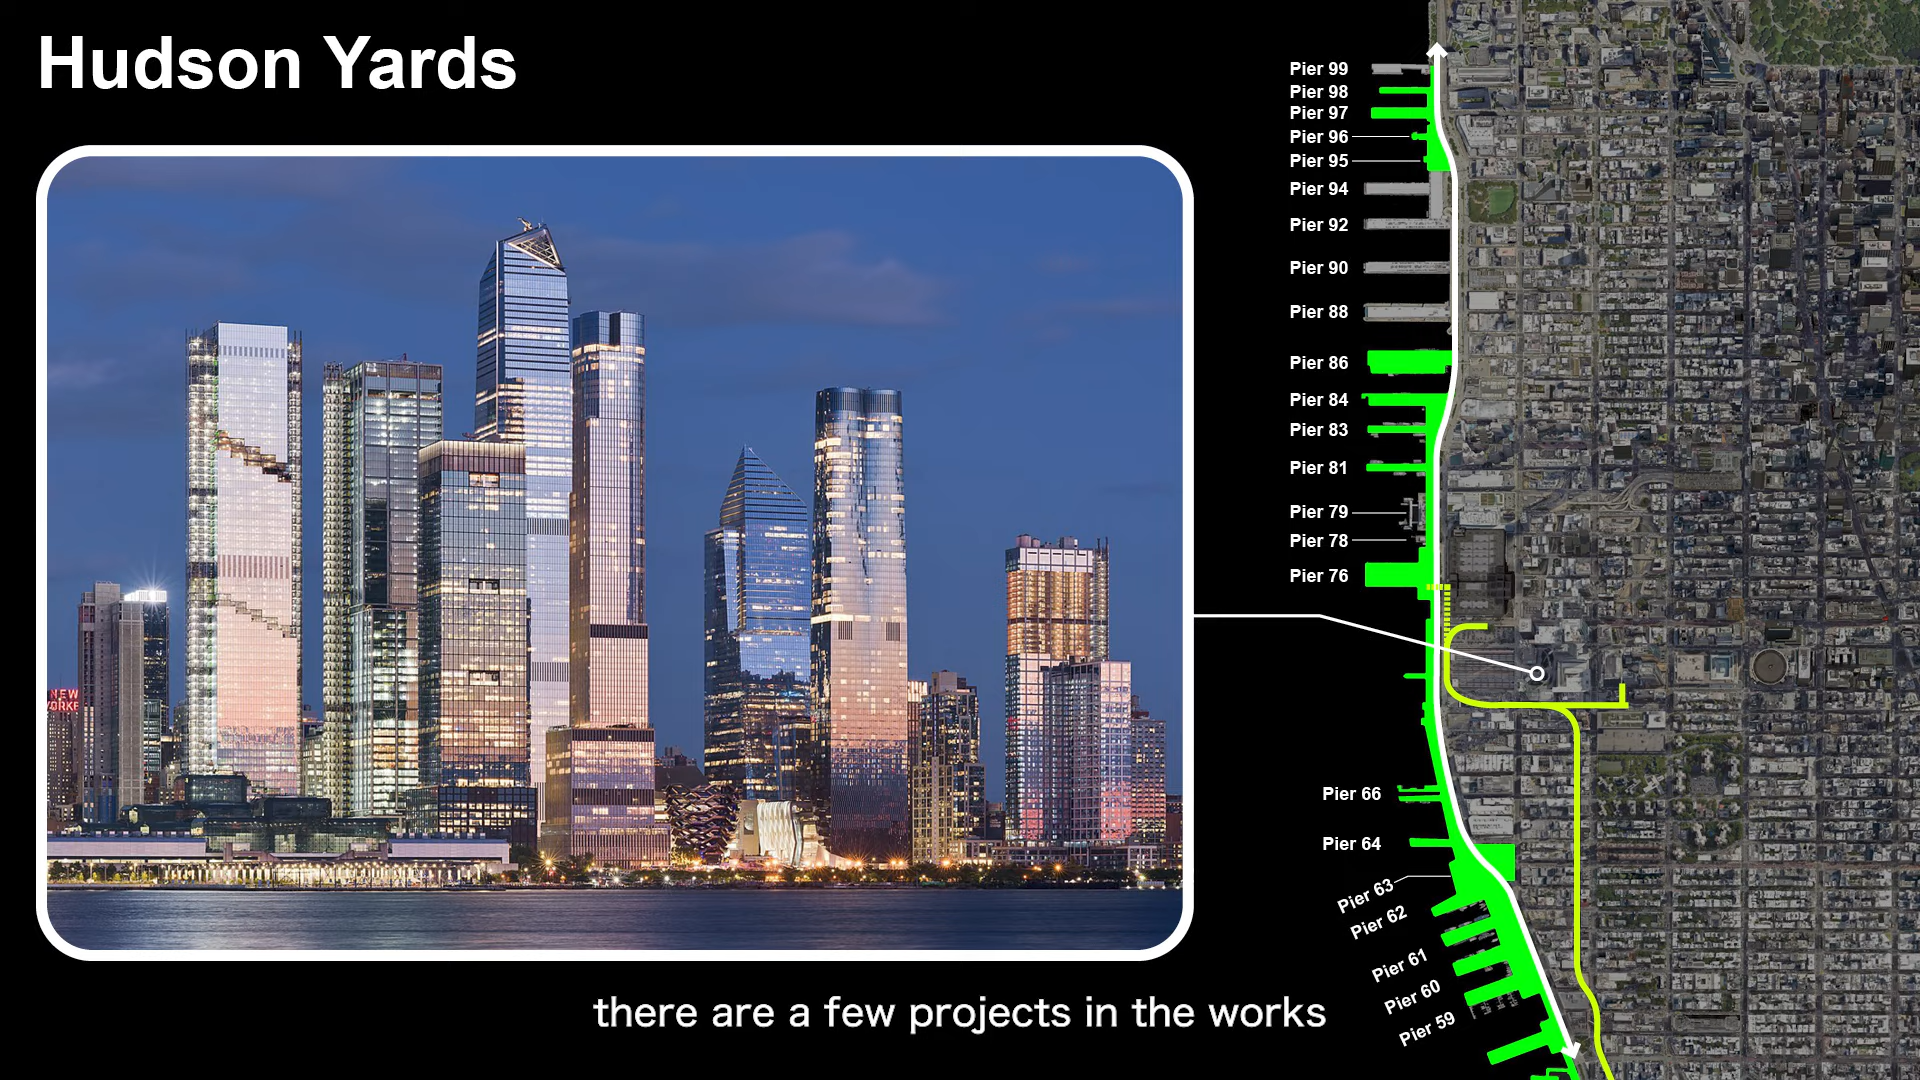 Hudson Yards
NEW
YORKER
Pier 99
Pier 98
Pier 97
Pier 96
Pier 95
Pier 94
Pier 92
Pier 90
Pier 88
Pier 86
Pier 84
Pier 83
Pier 81
Pier 79
Pier 78
Pier 76
Pier 66
Pier 64
Pier 63
Pier 62
Pier 61
Pier 60
Pier 59
there are a few projects in the works